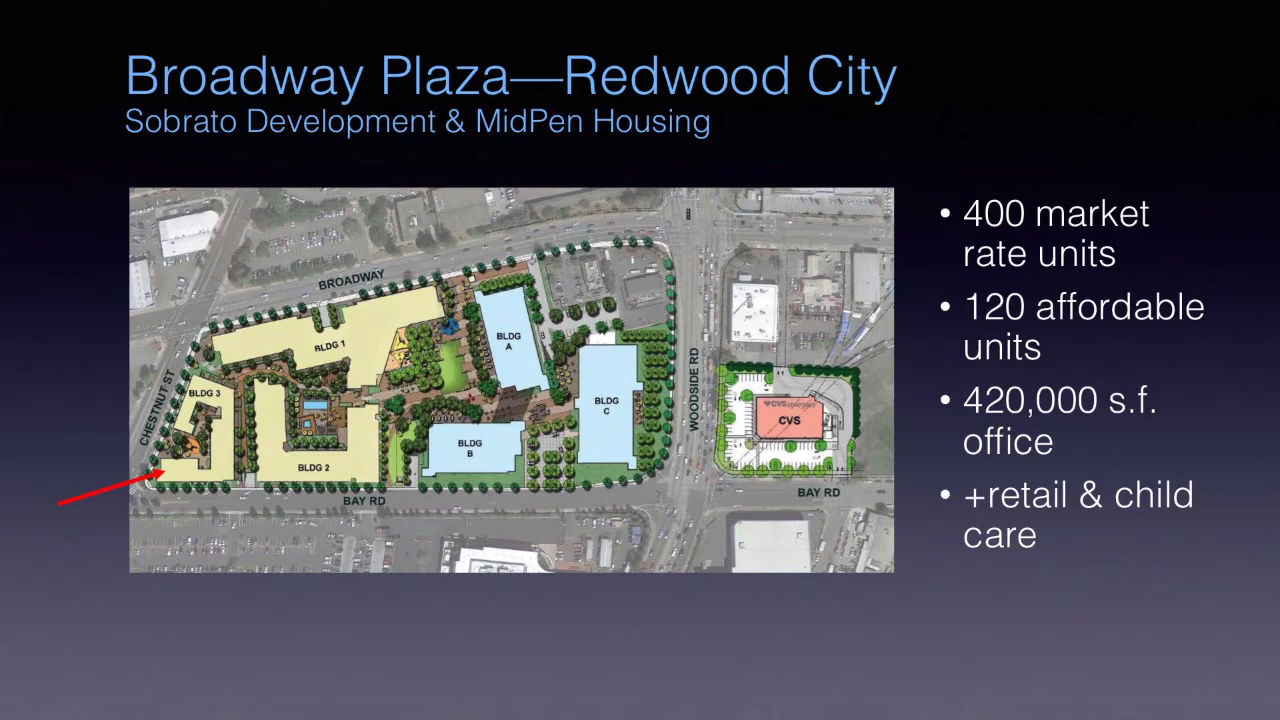 Broadway Plaza—Redwood City
Sobrato Development & MidPen Housing
BROADWAY
BLDG 1
BLDG
A
BLDG 3
CHESTNUT ST
BLDG
C
WOODSIDE RD
CVS
BLDG
B
BLDG 2
BAY RD
BAY RD
• 400 market
rate units
• 120 affordable
units
• 420,000 s.f.
office
• +retail & child
care